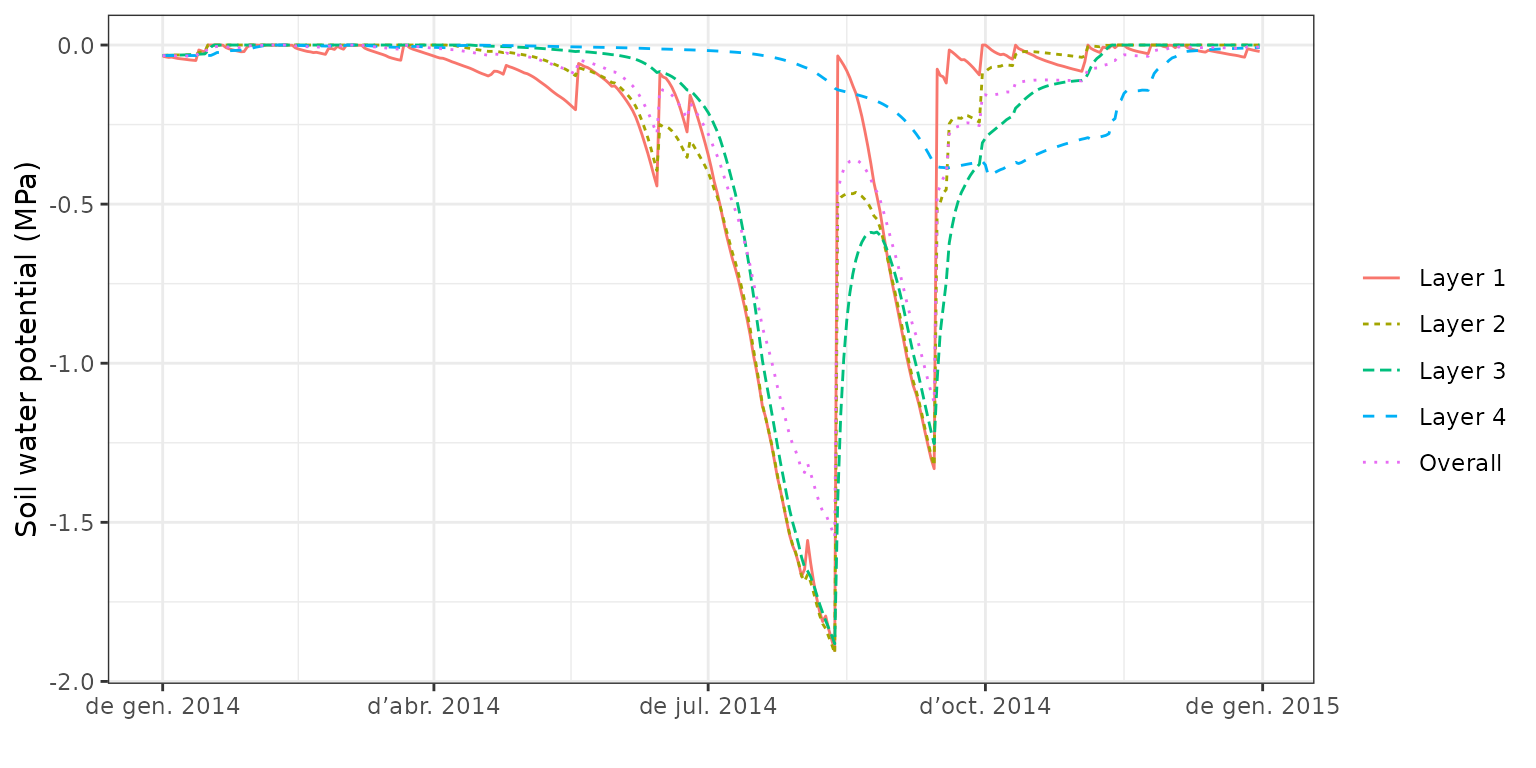 Soil water potential (MPa)
0.0
-0.5
-1.0
-1.5
-2.0
de gen. 2014
d’abr. 2014
de jul. 2014
d’oct. 2014
de gen. 2015
Layer 1
Layer 2
Layer 3
Layer 4
Overall